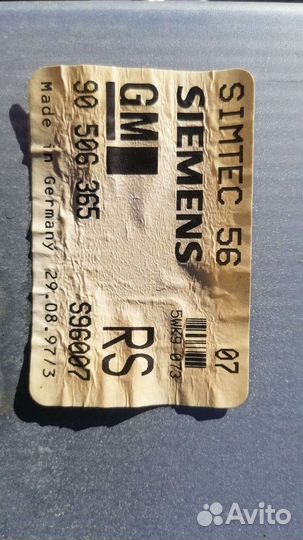 SIMTEC 56 07
SIEMENS
5WK9 073
GM RS
90 506 365 S96007
Made in Germany 29.08.97/3
Avito